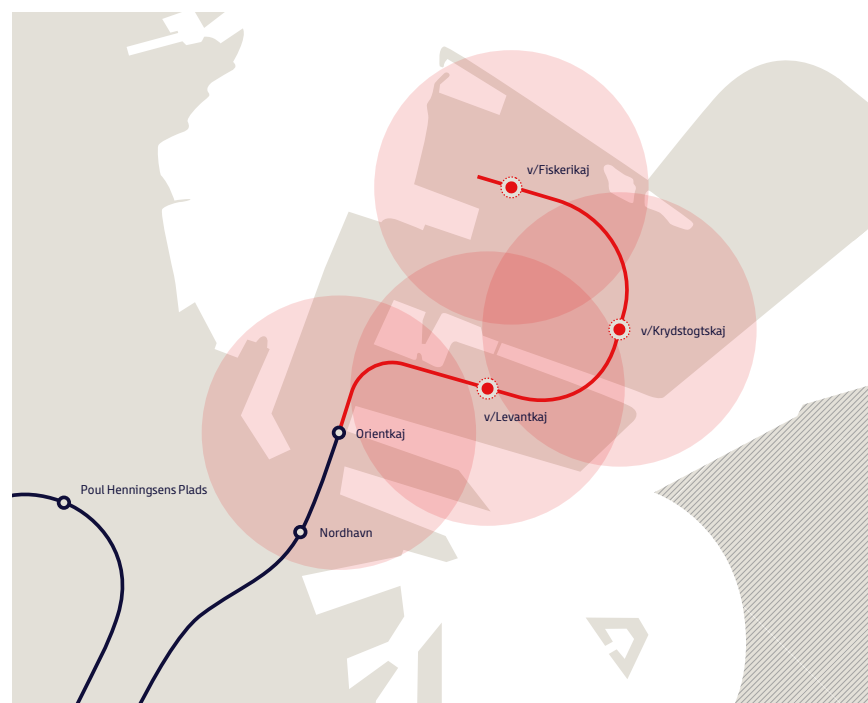 v/Fiskerikaj
v/Krydstogtskaj
v/Levantkaj
Orientkaj
Poul Henningsens Plads
Nordhavn